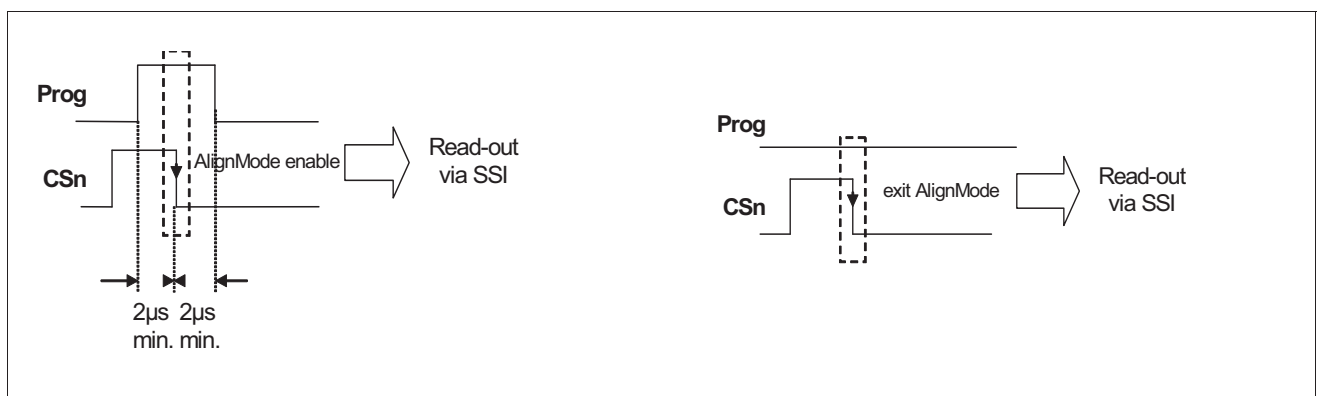 Prog
AlignMode enable
CSn
Read-out
via SSI
2µs 2µs
min. min.
Prog
CSn
exit AlignMode
Read-out
via SSI